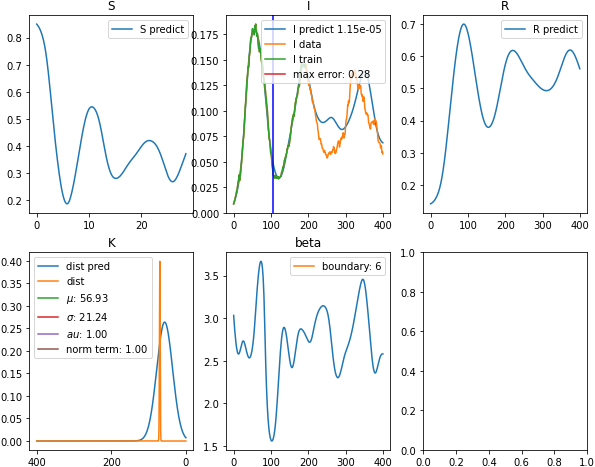 S
I
R
S predict
I predict 1.15e-05
I data
I train
max error: 0.28
R predict
0.8
0.7
0.6
0.5
0.4
0.3
0.2
0 10 20
0.175
0.150
0.125
0.100
0.075
0.050
0.025
0.000
0 100 200 300 400
0.7
0.6
0.5
0.4
0.3
0.2
0 100 200 300 400
K
beta
dist pred
dist
μ: 56.93
σ: 21.24
au: 1.00
norm term: 1.00
0.40
0.35
0.30
0.25
0.20
0.15
0.10
0.05
0.00
400 200 0
boundary: 6
3.5
3.0
2.5
2.0
1.5
0 100 200 300 400
1.0
0.8
0.6
0.4
0.2
0.0
0.0 0.2 0.4 0.6 0.8 1.0